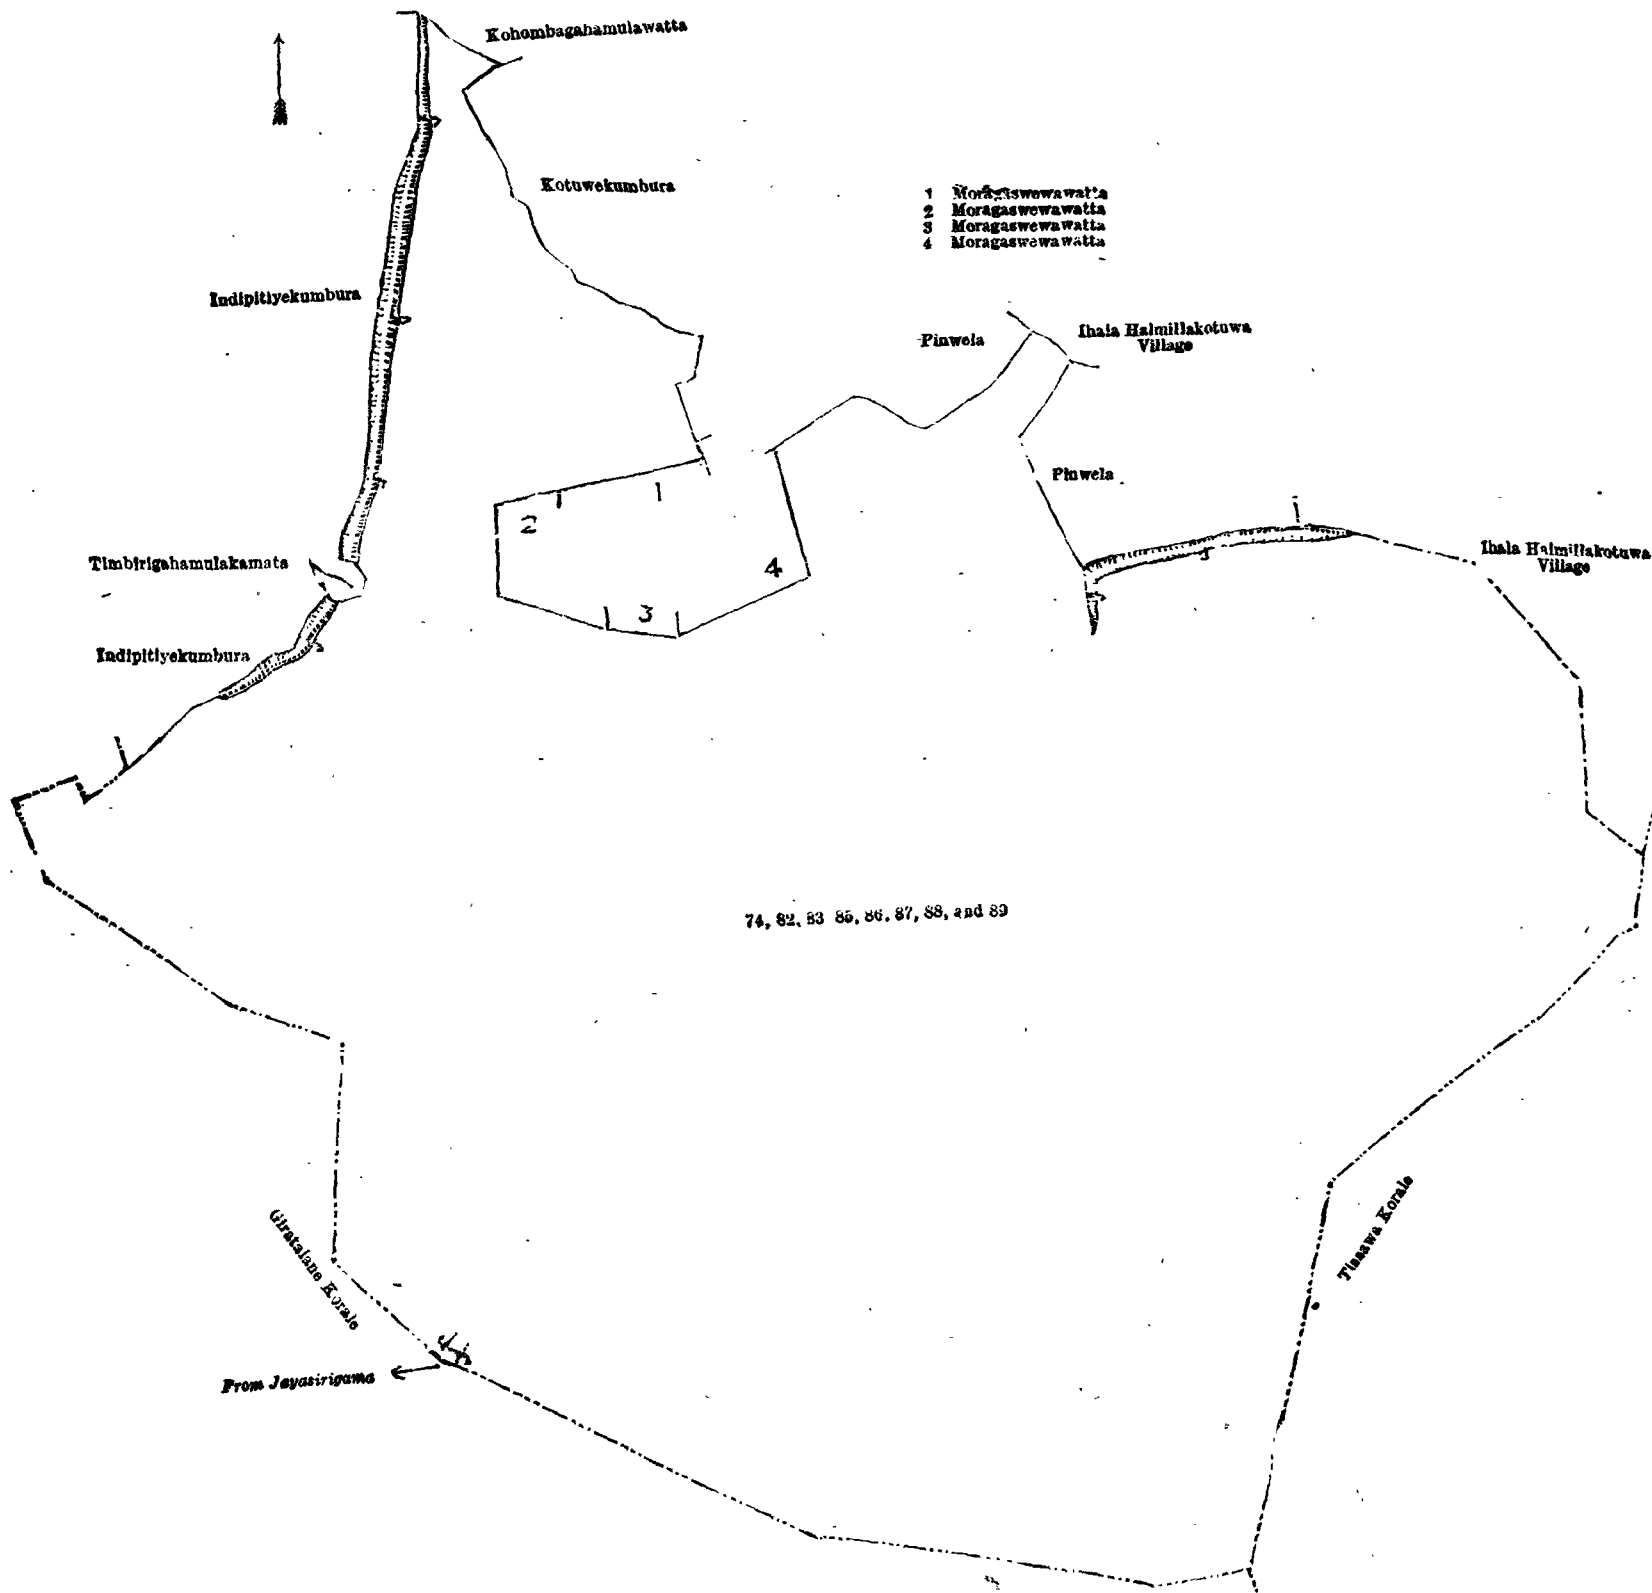 Kohombagahamulawatta
Kotuwekumbura
1 Moragaswewawatta
2 Moragaswewawatta
3 Moragaswewawatta
4 Moragaswewawatta
Indipitiyekumbura
Pinwela
Ihala Halmillakotuwa
Village
Pinwela
1
2
4
3
Timbirigahamulakamata
Ihala Halmillakotuwa
Village
Indipitiyekumbura
74, 82, 83 85, 86, 87, 88, and 89
Giratalane Korale
Tissawa Korale
From Jayasirigama